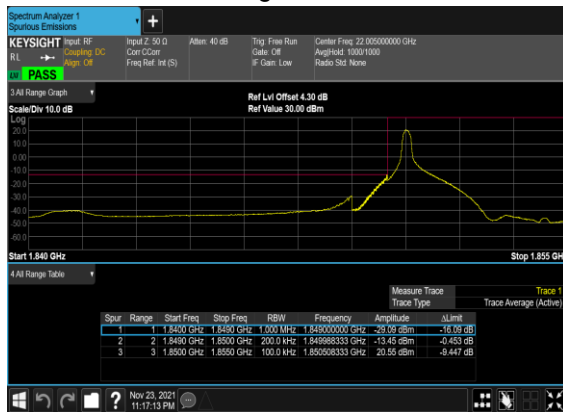 Spectrum Analyzer 1
Spurious Emissions
KEYSIGHT Input: RF Input Z: 50 Ω Atten: 40 dB Trig: Free Run Center Freq: 22.005000000 GHz
RL Coupling: DC Corr CCorr Gate: Off Avg|Hold: 1000/1000
Align: Off Freq Ref: Int (S) IF Gain: Low Radio Std: None
PASS
3 All Range Graph
Ref Lvl Offset 4.30 dB
Scale/Div 10.0 dB Ref Value 30.00 dBm
Log
20.0
10.0
0.00
-10.0
-20.0
-30.0
-40.0
-50.0
-60.0
Start 1.840 GHz Stop 1.855 GH
4 All Range Table
Measure Trace Trace 1
Trace Type Trace Average (Active)
Spur Range Start Freq Stop Freq RBW Frequency Amplitude ΔLimit
1 1 1.8400 GHz 1.8490 GHz 1.000 MHz 1.849000000 GHz -29.09 dBm -16.09 dB
2 2 1.8490 GHz 1.8500 GHz 200.0 kHz 1.849988333 GHz -13.45 dBm -0.453 dB
3 3 1.8500 GHz 1.8550 GHz 100.0 kHz 1.850508333 GHz 20.55 dBm -9.447 dB
? Nov 23, 2021
11:17:13 PM